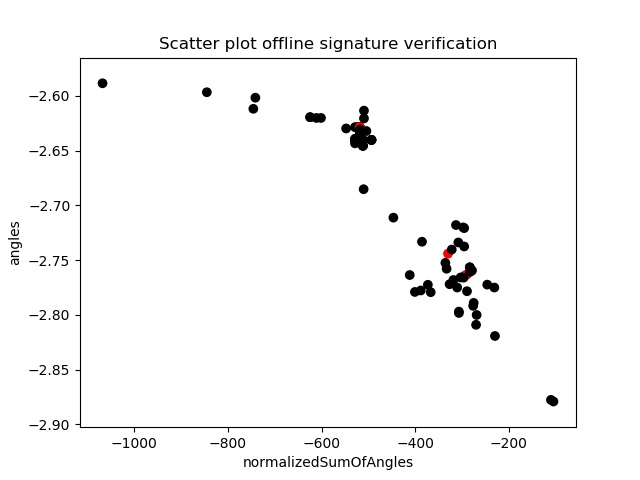 Scatter plot offline signature verification
−2.60
−2.65
−2.70
−2.75
−2.80
−2.85
−2.90
angles
−1000 −800 −600 −400 −200
normalizedSumOfAngles